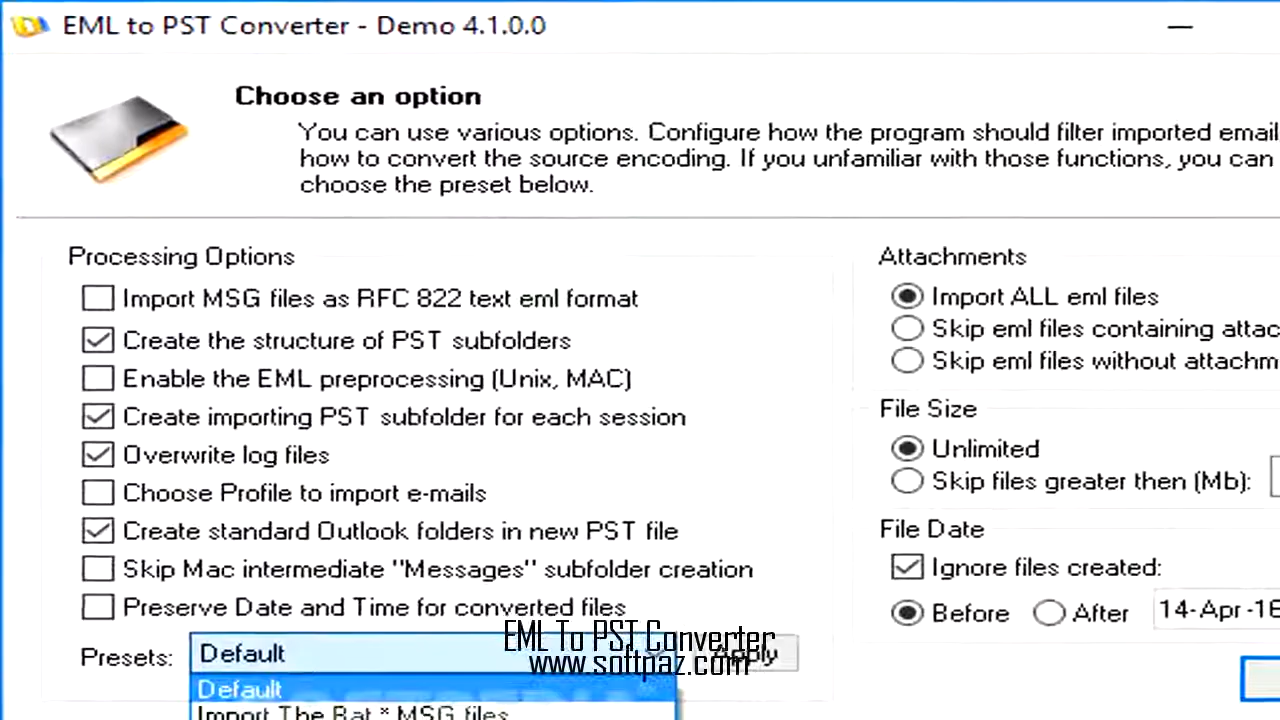 EML to PST Converter - Demo 4.1.0.0
Choose an option
You can use various options. Configure how the program should filter imported email
how to convert the source encoding. If you unfamiliar with those functions, you can
choose the preset below.
Processing Options
Import MSG files as RFC 822 text eml format
Create the structure of PST subfolders
Enable the EML preprocessing (Unix, MAC)
Create importing PST subfolder for each session
Overwrite log files
Choose Profile to import e-mails
Create standard Outlook folders in new PST file
Skip Mac intermediate "Messages" subfolder creation
Preserve Date and Time for converted files
Presets:
Default
Apply
Default
Import The Bat * MSG files
EML To PST Converter
www.softpaz.com
Attachments
Import ALL eml files
Skip eml files containing attac
Skip eml files without attachm
File Size
Unlimited
Skip files greater then (Mb):
File Date
Ignore files created:
Before
After
14-Apr-16